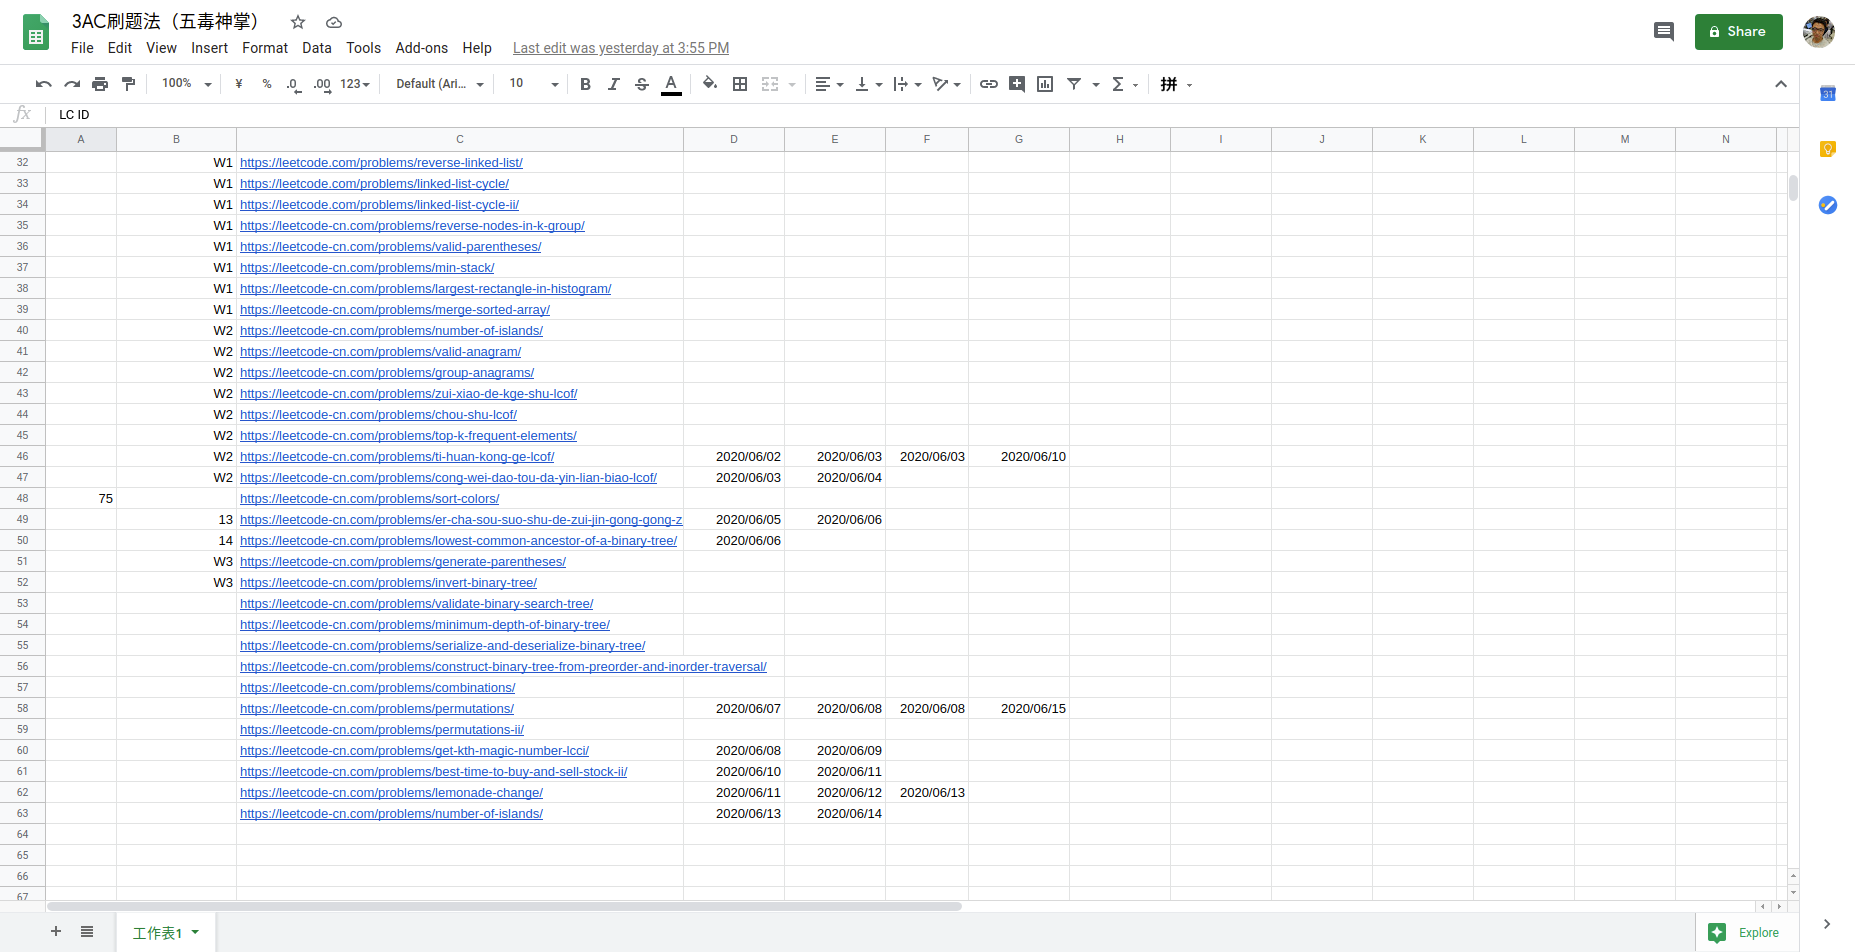 3AC刷题法（五毒神掌）
File Edit View Insert Format Data Tools Add-ons Help Last edit was yesterday at 3:55 PM
Share
100% ¥ % .0 .00 123 Default (Ari... 10 B I S A Σ 拼
31
fx LC ID
A B C D E F G H I J K L M N
32 W1 https://leetcode.com/problems/reverse-linked-list/
33 W1 https://leetcode.com/problems/linked-list-cycle/
34 W1 https://leetcode.com/problems/linked-list-cycle-ii/
35 W1 https://leetcode-cn.com/problems/reverse-nodes-in-k-group/
36 W1 https://leetcode-cn.com/problems/valid-parentheses/
37 W1 https://leetcode-cn.com/problems/min-stack/
38 W1 https://leetcode-cn.com/problems/largest-rectangle-in-histogram/
39 W1 https://leetcode-cn.com/problems/merge-sorted-array/
40 W2 https://leetcode-cn.com/problems/number-of-islands/
41 W2 https://leetcode-cn.com/problems/valid-anagram/
42 W2 https://leetcode-cn.com/problems/group-anagrams/
43 W2 https://leetcode-cn.com/problems/zui-xiao-de-kge-shu-lcof/
44 W2 https://leetcode-cn.com/problems/chou-shu-lcof/
45 W2 https://leetcode-cn.com/problems/top-k-frequent-elements/
46 W2 https://leetcode-cn.com/problems/ti-huan-kong-ge-lcof/ 2020/06/02 2020/06/03 2020/06/03 2020/06/10
47 W2 https://leetcode-cn.com/problems/cong-wei-dao-tou-da-yin-lian-biao-lcof/ 2020/06/03 2020/06/04
48 75 https://leetcode-cn.com/problems/sort-colors/
49 13 https://leetcode-cn.com/problems/er-cha-sou-suo-shu-de-zui-jin-gong-gong-z 2020/06/05 2020/06/06
50 14 https://leetcode-cn.com/problems/lowest-common-ancestor-of-a-binary-tree/ 2020/06/06
51 W3 https://leetcode-cn.com/problems/generate-parentheses/
52 W3 https://leetcode-cn.com/problems/invert-binary-tree/
53 https://leetcode-cn.com/problems/validate-binary-search-tree/
54 https://leetcode-cn.com/problems/minimum-depth-of-binary-tree/
55 https://leetcode-cn.com/problems/serialize-and-deserialize-binary-tree/
56 https://leetcode-cn.com/problems/construct-binary-tree-from-preorder-and-inorder-traversal/
57 https://leetcode-cn.com/problems/combinations/
58 https://leetcode-cn.com/problems/permutations/ 2020/06/07 2020/06/08 2020/06/08 2020/06/15
59 https://leetcode-cn.com/problems/permutations-ii/
60 https://leetcode-cn.com/problems/get-kth-magic-number-lcci/ 2020/06/08 2020/06/09
61 https://leetcode-cn.com/problems/best-time-to-buy-and-sell-stock-ii/ 2020/06/10 2020/06/11
62 https://leetcode-cn.com/problems/lemonade-change/ 2020/06/11 2020/06/12 2020/06/13
63 https://leetcode-cn.com/problems/number-of-islands/ 2020/06/13 2020/06/14
64
65
66
67
工作表1
Explore